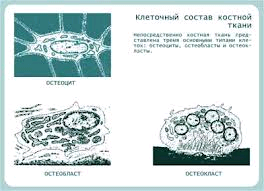 Клеточный состав костной
ткани
Непосредственно костная ткань пред-
ставлена тремя основными типами кле-
ток: остеоциты, остеобласты и остеок-
ласты.
ОСТЕОЦИТ
ОСТЕОБЛАСТ
ОСТЕОКЛАСТ